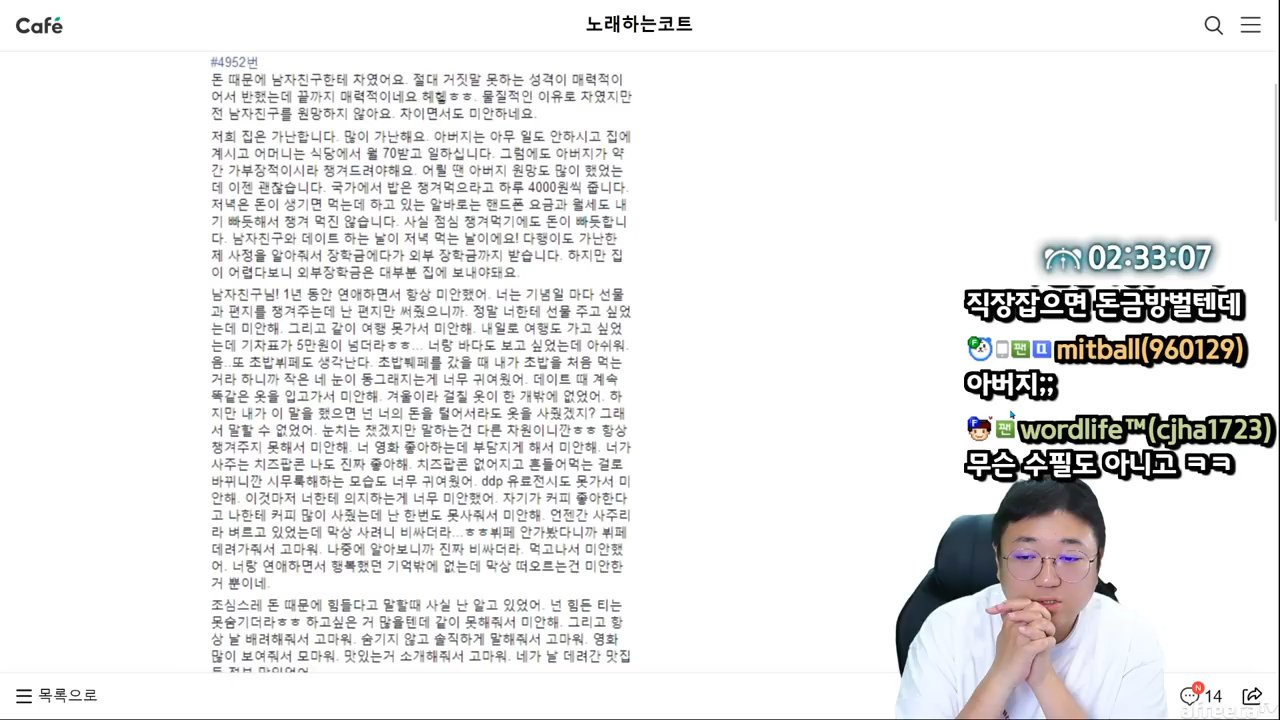 Café
노래하는코트
#4952번
돈 때문에 남자친구한테 차였어요. 절대 거짓말 못하는 성격이 매력적이
어서 반했는데 끝까지 매력적이네요 헤헿ㅎㅎ. 물질적인 이유로 차였지만
전 남자친구를 원망하지 않아요. 차이면서도 미안하네요.
저희 집은 가난합니다. 많이 가난해요. 아버지는 아무 일도 안하시고 집에
계시고 어머니는 식당에서 월 70받고 일하십니다. 그럼에도 아버지가 약
간 가부장적이시라 챙겨드려야해요. 어릴 땐 아버지 원망도 많이 했었는
데 이젠 괜찮습니다. 국가에서 밥은 챙겨먹으라고 하루 4000원씩 줍니다.
저녁은 돈이 생기면 먹는데 하고 있는 알바로는 핸드폰 요금과 월세도 내
기 빠듯해서 챙겨 먹진 않습니다. 사실 점심 챙겨먹기에도 돈이 빠듯합니
다. 남자친구와 데이트 하는 날이 저녁 먹는 날이에요! 다행이도 가난한
제 사정을 알아줘서 장학금에다가 외부 장학금까지 받습니다. 하지만 집
이 어렵다보니 외부장학금은 대부분 집에 보내야돼요.
남자친구님! 1년 동안 연애하면서 항상 미안했어. 너는 기념일 마다 선물
과 편지를 챙겨주는데 난 편지만 써줬으니까. 정말 너한테 선물 주고 싶었
는데 미안해. 그리고 같이 여행 못가서 미안해. 내일로 여행도 가고 싶었
는데 기차표가 5만원이 넘더라ㅎㅎ... 너랑 바다도 보고 싶었는데 아쉬워.
음..또 초밥뷔페도 생각난다. 초밥뷔페를 갔을 때 내가 초밥을 처음 먹는
거라 하니까 작은 네 눈이 동그래지는게 너무 귀여웠어. 데이트 때 계속
똑같은 옷을 입고가서 미안해. 겨울이라 걸칠 옷이 한 개밖에 없었어. 하
지만 내가 이 말을 했으면 넌 너의 돈을 털어서라도 옷을 사줬겠지? 그래
서 말할 수 없었어. 눈치는 챘겠지만 말하는건 다른 차원이니깐ㅎㅎ 항상
챙겨주지 못해서 미안해. 너 영화 좋아하는데 부담지게 해서 미안해. 너가
사주는 치즈팝콘 나도 진짜 좋아해. 치즈팝콘 없어지고 흔들어먹는 걸로
바뀌니깐 시무룩해하는 모습도 너무 귀여웠어. ddp 유료전시도 못가서 미
안해. 이것마저 너한테 의지하는게 너무 미안했어. 자기가 커피 좋아한다
고 나한테 커피 많이 사줬는데 난 한번도 못사줘서 미안해. 언젠간 사주리
라 벼르고 있었는데 막상 사려니 비싸더라...ㅎㅎ뷔페 안가봤다니까 뷔페
데려가줘서 고마워. 나중에 알아보니까 진짜 비싸더라. 먹고나서 미안했
어. 너랑 연애하면서 행복했던 기억밖에 없는데 막상 떠오르는건 미안한
거 뿐이네.
조심스레 돈 때문에 힘들다고 말할때 사실 난 알고 있었어. 넌 힘든 티는
못숨기더라ㅎㅎ 하고싶은 거 많을텐데 같이 못해줘서 미안해. 그리고 항
상 날 배려해줘서 고마워. 숨기지 않고 솔직하게 말해줘서 고마워. 영화
많이 보여줘서 모마워. 맛있는거 소개해줘서 고마워. 네가 날 데려간 맛집
02:33:07
직장잡으면 돈금방벌텐데
팬 mitball(960129)
아버지;;
팬 wordlife™(cjha1723)
무슨 수필도 아니고 ㅋㅋ
목록으로
N
14
afreecaTV